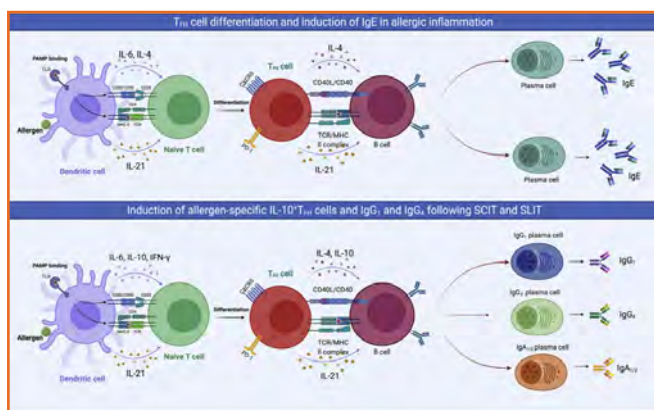 TFH cell differentiation and induction of IgE in allergic inflammation
PAMP binding
TLR
IL-6, IL-4
Allergen
Dendritic cell
Naive T cell
IL-21
Differentiation
TFH cell
CXCR5
PD-1
IL-4
CD40L/CD40
TCR/MHC
II complex
IL-21
B cell
Plasma cell
IgE
Plasma cell
IgE
Induction of allergen-specific IL-10+TFH cells and IgG1 and IgG4 following SCIT and SLIT
PAMP binding
TLR
IL-6, IL-10, IFN-γ
Allergen
Dendritic cell
Naive T cell
IL-21
Differentiation
TFH cell
CXCR5
PD-1
IL-4, IL-10
CD40L/CD40
TCR/MHC
II complex
IL-21
B cell
IgG1 plasma cell
IgG1
plasma cell
IgG4
IgA1/2 plasma cell
IgA1/2